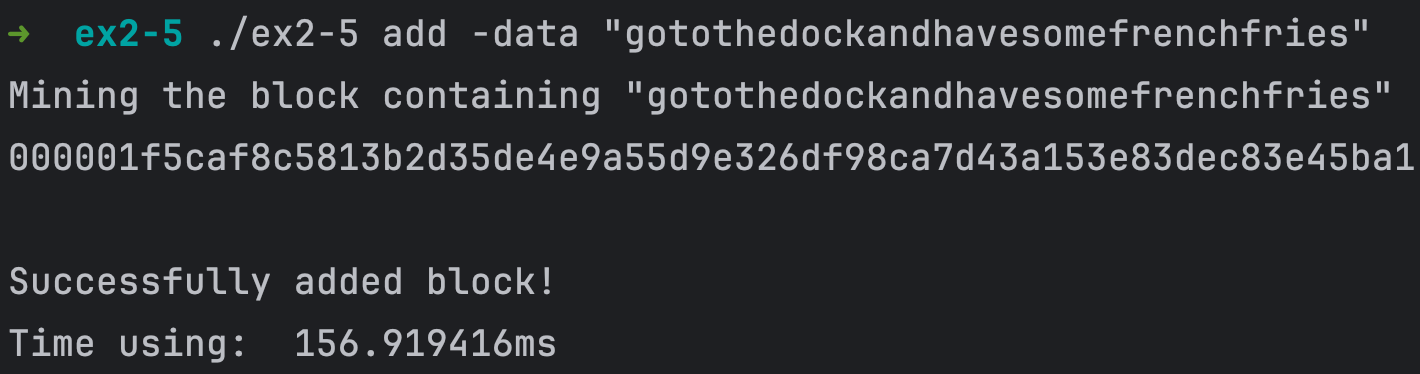 ➜  ex2-5 ./ex2-5 add -data "gotothedockandhavesomefrenchfries"
Mining the block containing "gotothedockandhavesomefrenchfries"
000001f5caf8c5813b2d35de4e9a55d9e326df98ca7d43a153e83dec83e45ba1
Successfully added block!
Time using:  156.919416ms